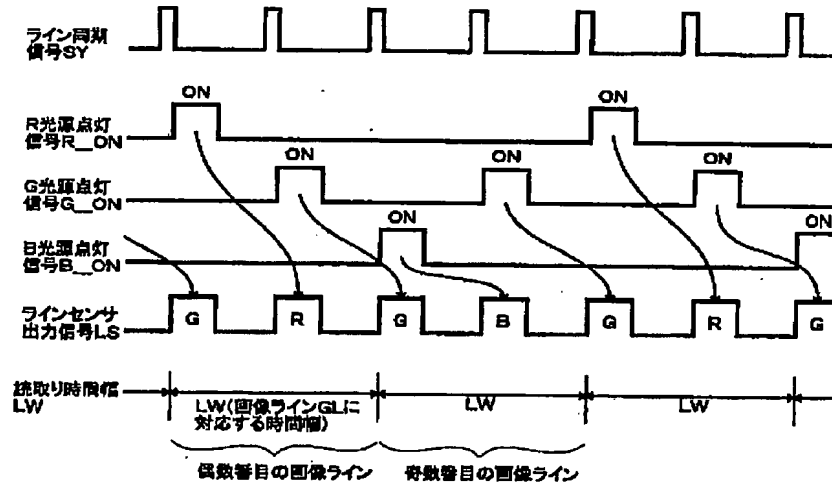 ライン同期
信号SY
ON
ON
R光源点灯
信号R__ON
ON
ON
ON
G光源点灯
信号G__ON
ON
ON
B光源点灯
信号B__ON
ラインセンサ
出力信号LS
G
R
G
B
G
R
G
読取り時間幅
LW
LW(画像ラインGLに
対応する時間幅)
LW
LW
偶数番目の画像ライン
奇数番目の画像ライン